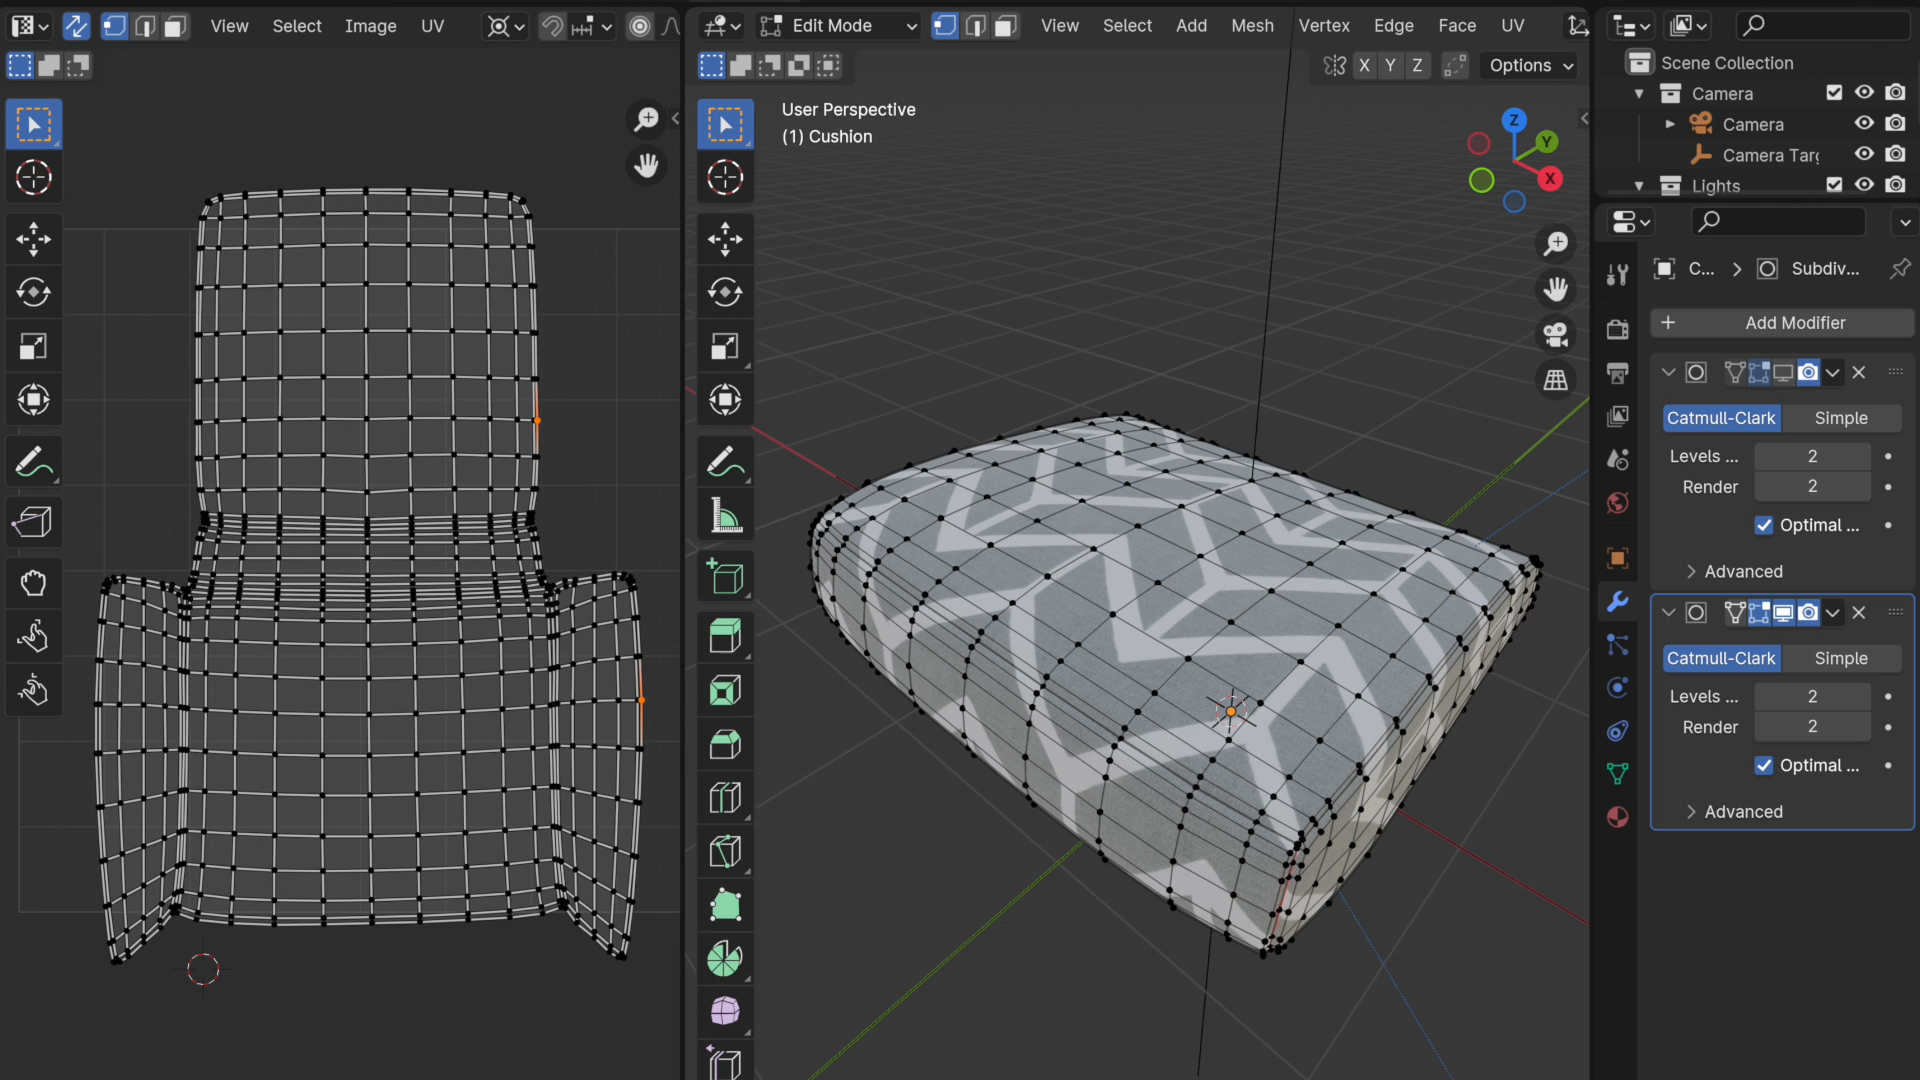 View Select Image UV
Edit Mode View Select Add Mesh Vertex Edge Face UV
X Y Z Options
User Perspective
(1) Cushion
Z
Y
X
Scene Collection
Camera
Camera
Camera Targ
Lights
C... Subdiv...
Add Modifier
Catmull-Clark Simple
Levels ... 2
Render 2
Optimal ...
Advanced
Catmull-Clark Simple
Levels ... 2
Render 2
Optimal ...
Advanced